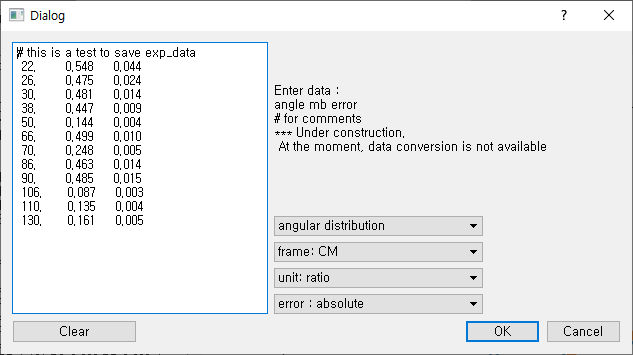 Dialog
# this is a test to save exp_data
22. 0.548 0.044
26. 0.475 0.024
30. 0.481 0.014
38. 0.447 0.009
50. 0.144 0.004
66. 0.499 0.010
70. 0.248 0.005
86. 0.463 0.014
90. 0.485 0.015
106. 0.087 0.003
110. 0.135 0.004
130. 0.161 0.005
Enter data :
angle mb error
# for comments
*** Under construction.
At the moment, data conversion is not available
angular distribution
frame: CM
unit: ratio
error : absolute
Clear
OK
Cancel